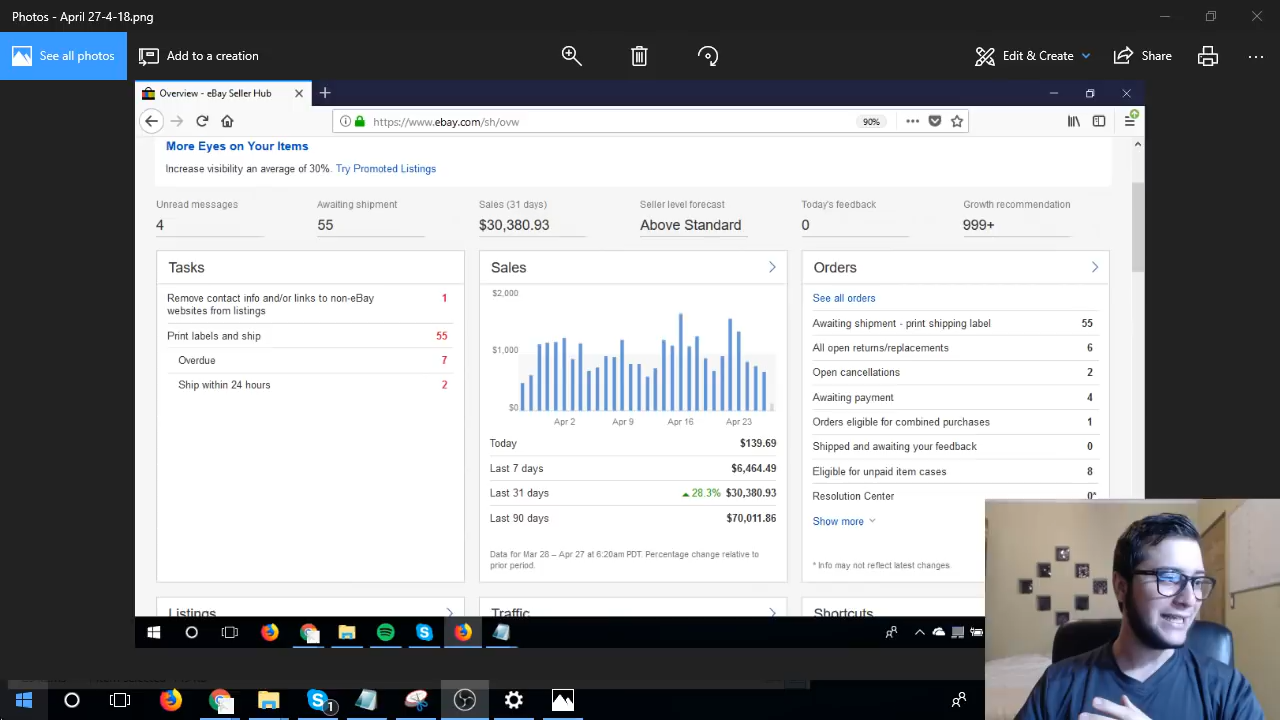 Photos - April 27-4-18.png
See all photos
Add to a creation
Edit & Create
Share
Overview - eBay Seller Hub
https://www.ebay.com/sh/ovw
90%
More Eyes on Your Items
Increase visibility an average of 30%. Try Promoted Listings
Unread messages
4
Awaiting shipment
55
Sales (31 days)
$30,380.93
Seller level forecast
Above Standard
Today's feedback
0
Growth recommendation
999+
Tasks
Remove contact info and/or links to non-eBay
websites from listings
1
Print labels and ship 55
Overdue 7
Ship within 24 hours 2
Sales
$2,000
$1,000
$0
Apr 2 Apr 9 Apr 16 Apr 23
Today $139.69
Last 7 days $6,464.49
Last 31 days 28.3% $30,380.93
Last 90 days $70,011.86
Data for Mar 28 – Apr 27 at 6:20am PDT. Percentage change relative to
prior period.
Orders
See all orders
Awaiting shipment - print shipping label 55
All open returns/replacements 6
Open cancellations 2
Awaiting payment 4
Orders eligible for combined purchases 1
Shipped and awaiting your feedback 0
Eligible for unpaid item cases 8
Resolution Center 0*
Show more
* Info may not reflect latest changes.
Listings
Traffic
Shortcuts
1